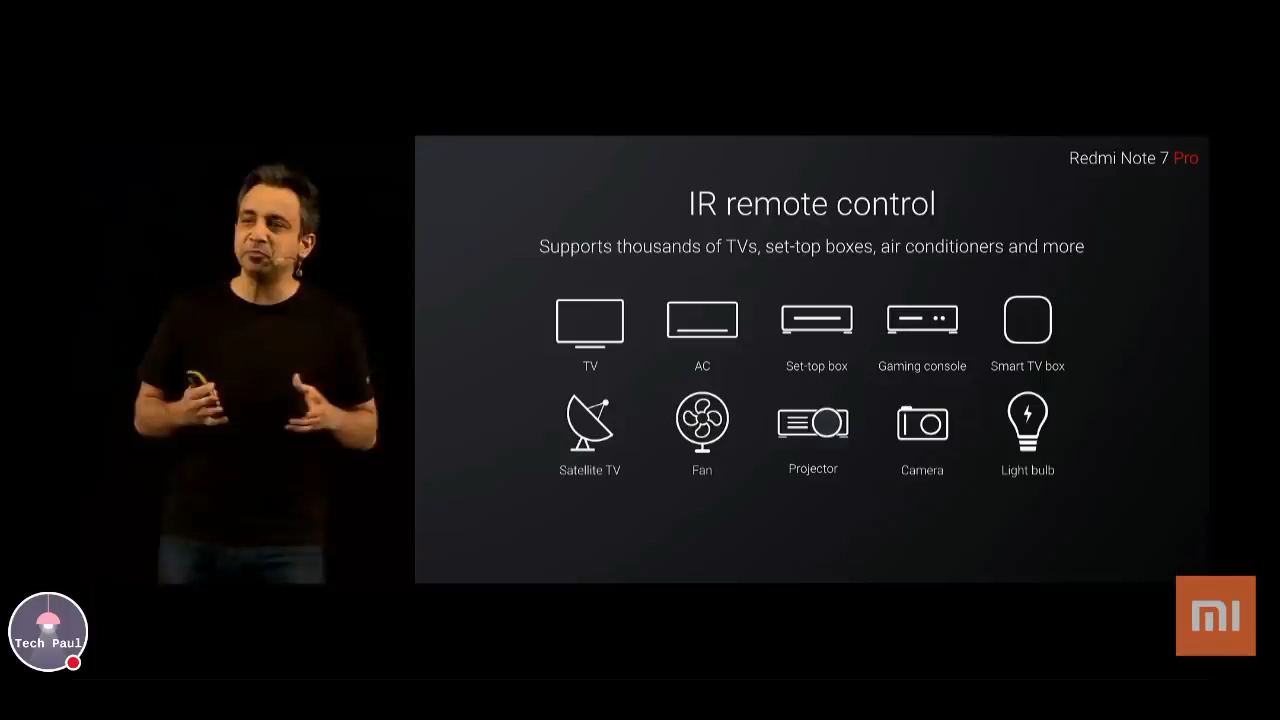 Redmi Note 7 Pro
IR remote control
Supports thousands of TVs, set-top boxes, air conditioners and more
TV
AC
Set-top box
Gaming console
Smart TV box
Satellite TV
Fan
Projector
Camera
Light bulb
Tech Paul
mi